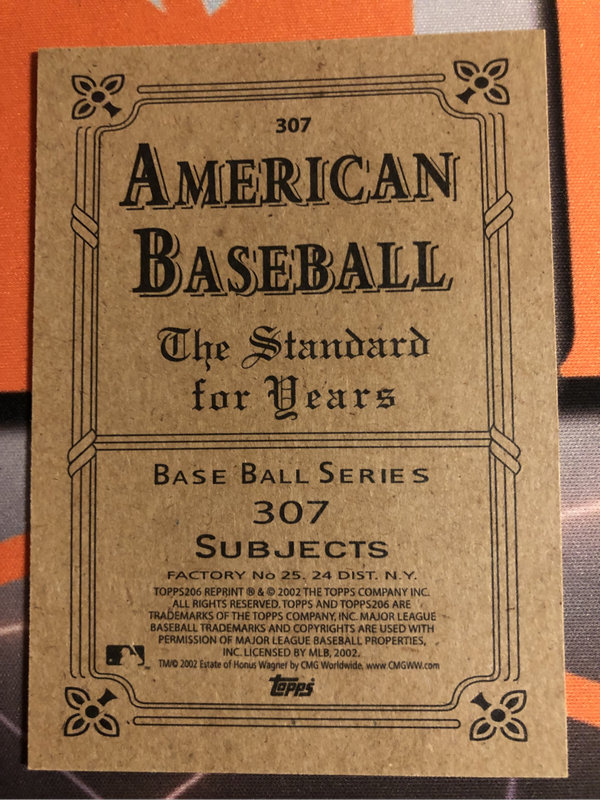 307
AMERICAN
BASEBALL
The Standard
for Years
BASE BALL SERIES
307
SUBJECTS
FACTORY No 25. 24 DIST. N.Y.
TOPPS206 REPRINT ® & © 2002 THE TOPPS COMPANY INC.
ALL RIGHTS RESERVED. TOPPS AND TOPPS206 ARE
TRADEMARKS OF THE TOPPS COMPANY, INC. MAJOR LEAGUE
BASEBALL TRADEMARKS AND COPYRIGHTS ARE USED WITH
PERMISSION OF MAJOR LEAGUE BASEBALL PROPERTIES,
INC. LICENSED BY MLB, 2002.
TM/© 2002 Estate of Honus Wagner by CMG Worldwide, www.CMGWW.com
topps